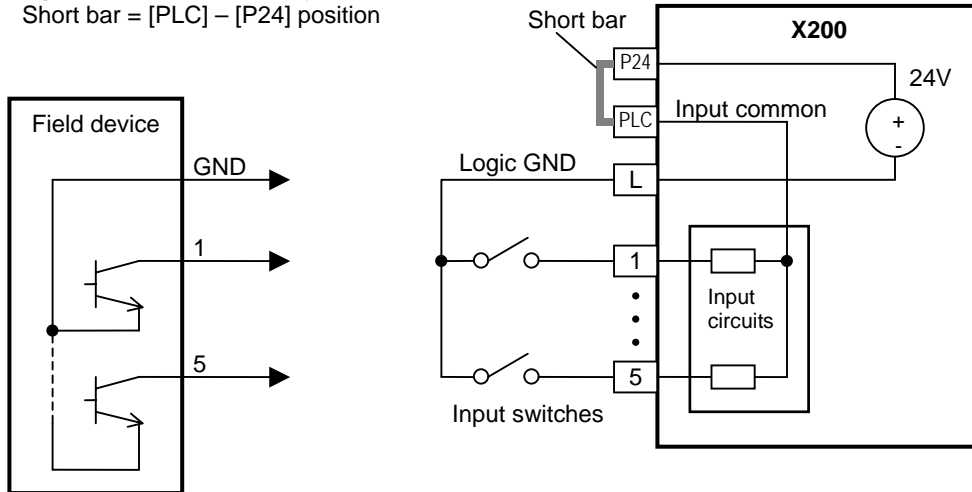 Short bar = [PLC] – [P24] position
Field device
GND
1
5
Short bar
X200
P24
24V
PLC
Input common
+
-
Logic GND
L
1
Input
circuits
5
Input switches